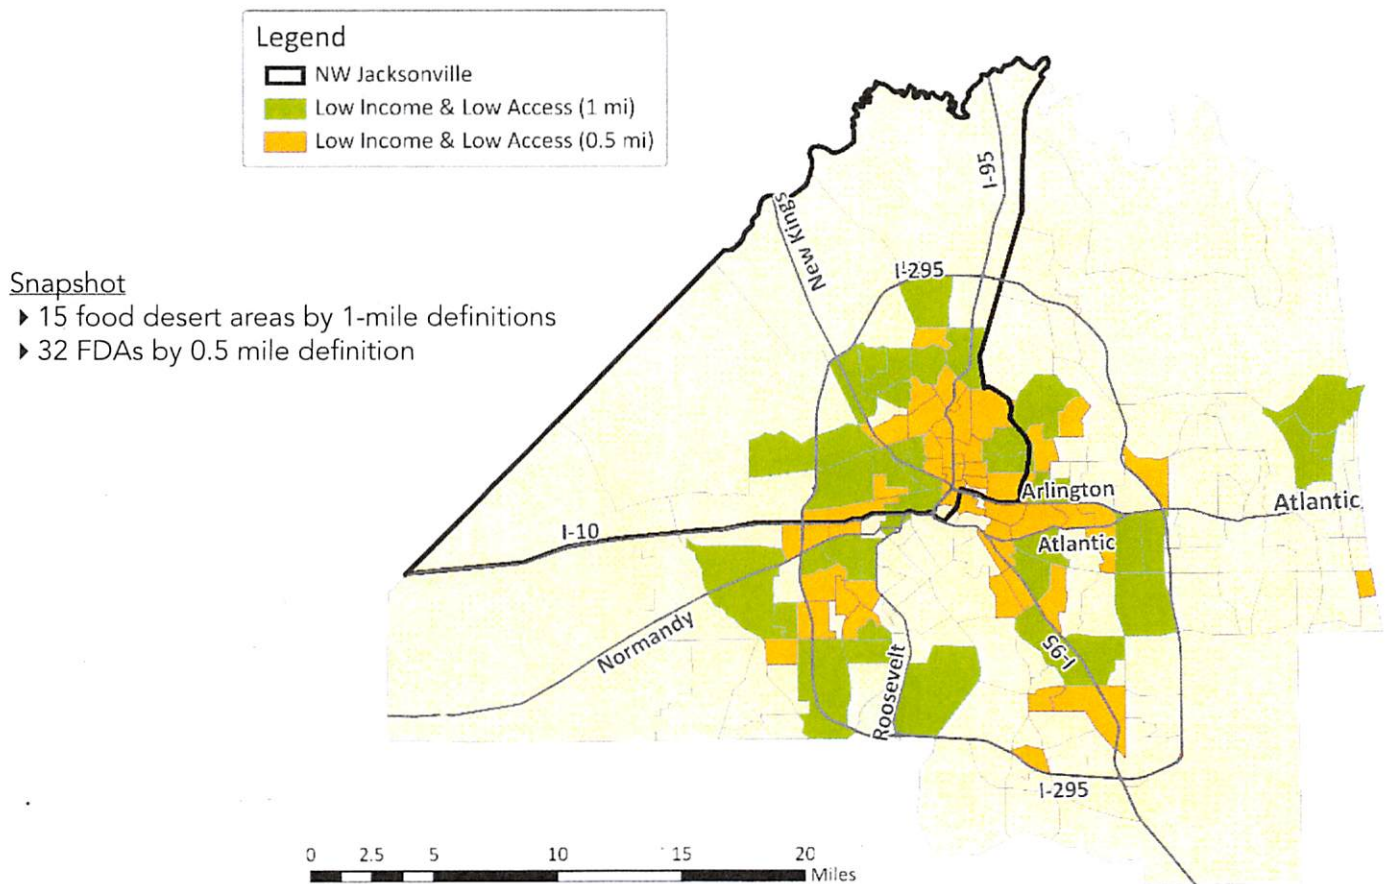 Legend
NW Jacksonville
Low Income & Low Access (1 mi)
Low Income & Low Access (0.5 mi)
I-95
New Kings
I-295
Snapshot
▸ 15 food desert areas by 1-mile definitions
▸ 32 FDAs by 0.5 mile definition
Arlington
Atlantic
I-10
Atlantic
Normandy
I-95
Roosevelt
I-295
0 2.5 5 10 15 20
Miles